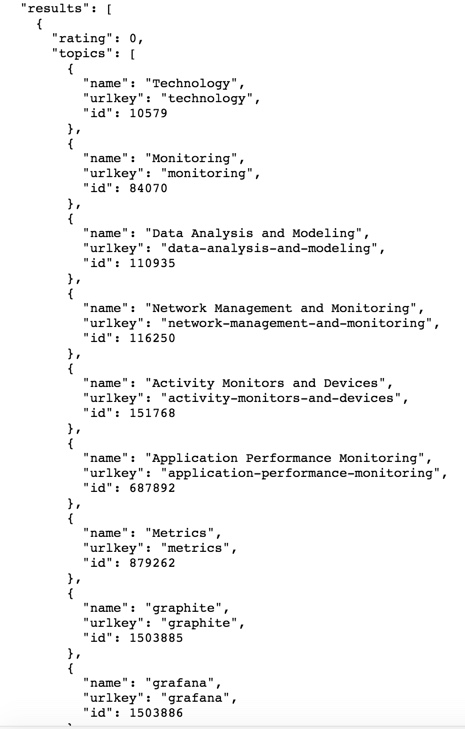 "results": [
{
"rating": 0,
"topics": [
{
"name": "Technology",
"urlkey": "technology",
"id": 10579
},
{
"name": "Monitoring",
"urlkey": "monitoring",
"id": 84070
},
{
"name": "Data Analysis and Modeling",
"urlkey": "data-analysis-and-modeling",
"id": 110935
},
{
"name": "Network Management and Monitoring",
"urlkey": "network-management-and-monitoring",
"id": 116250
},
{
"name": "Activity Monitors and Devices",
"urlkey": "activity-monitors-and-devices",
"id": 151768
},
{
"name": "Application Performance Monitoring",
"urlkey": "application-performance-monitoring",
"id": 687892
},
{
"name": "Metrics",
"urlkey": "metrics",
"id": 879262
},
{
"name": "graphite",
"urlkey": "graphite",
"id": 1503885
},
{
"name": "grafana",
"urlkey": "grafana",
"id": 1503886